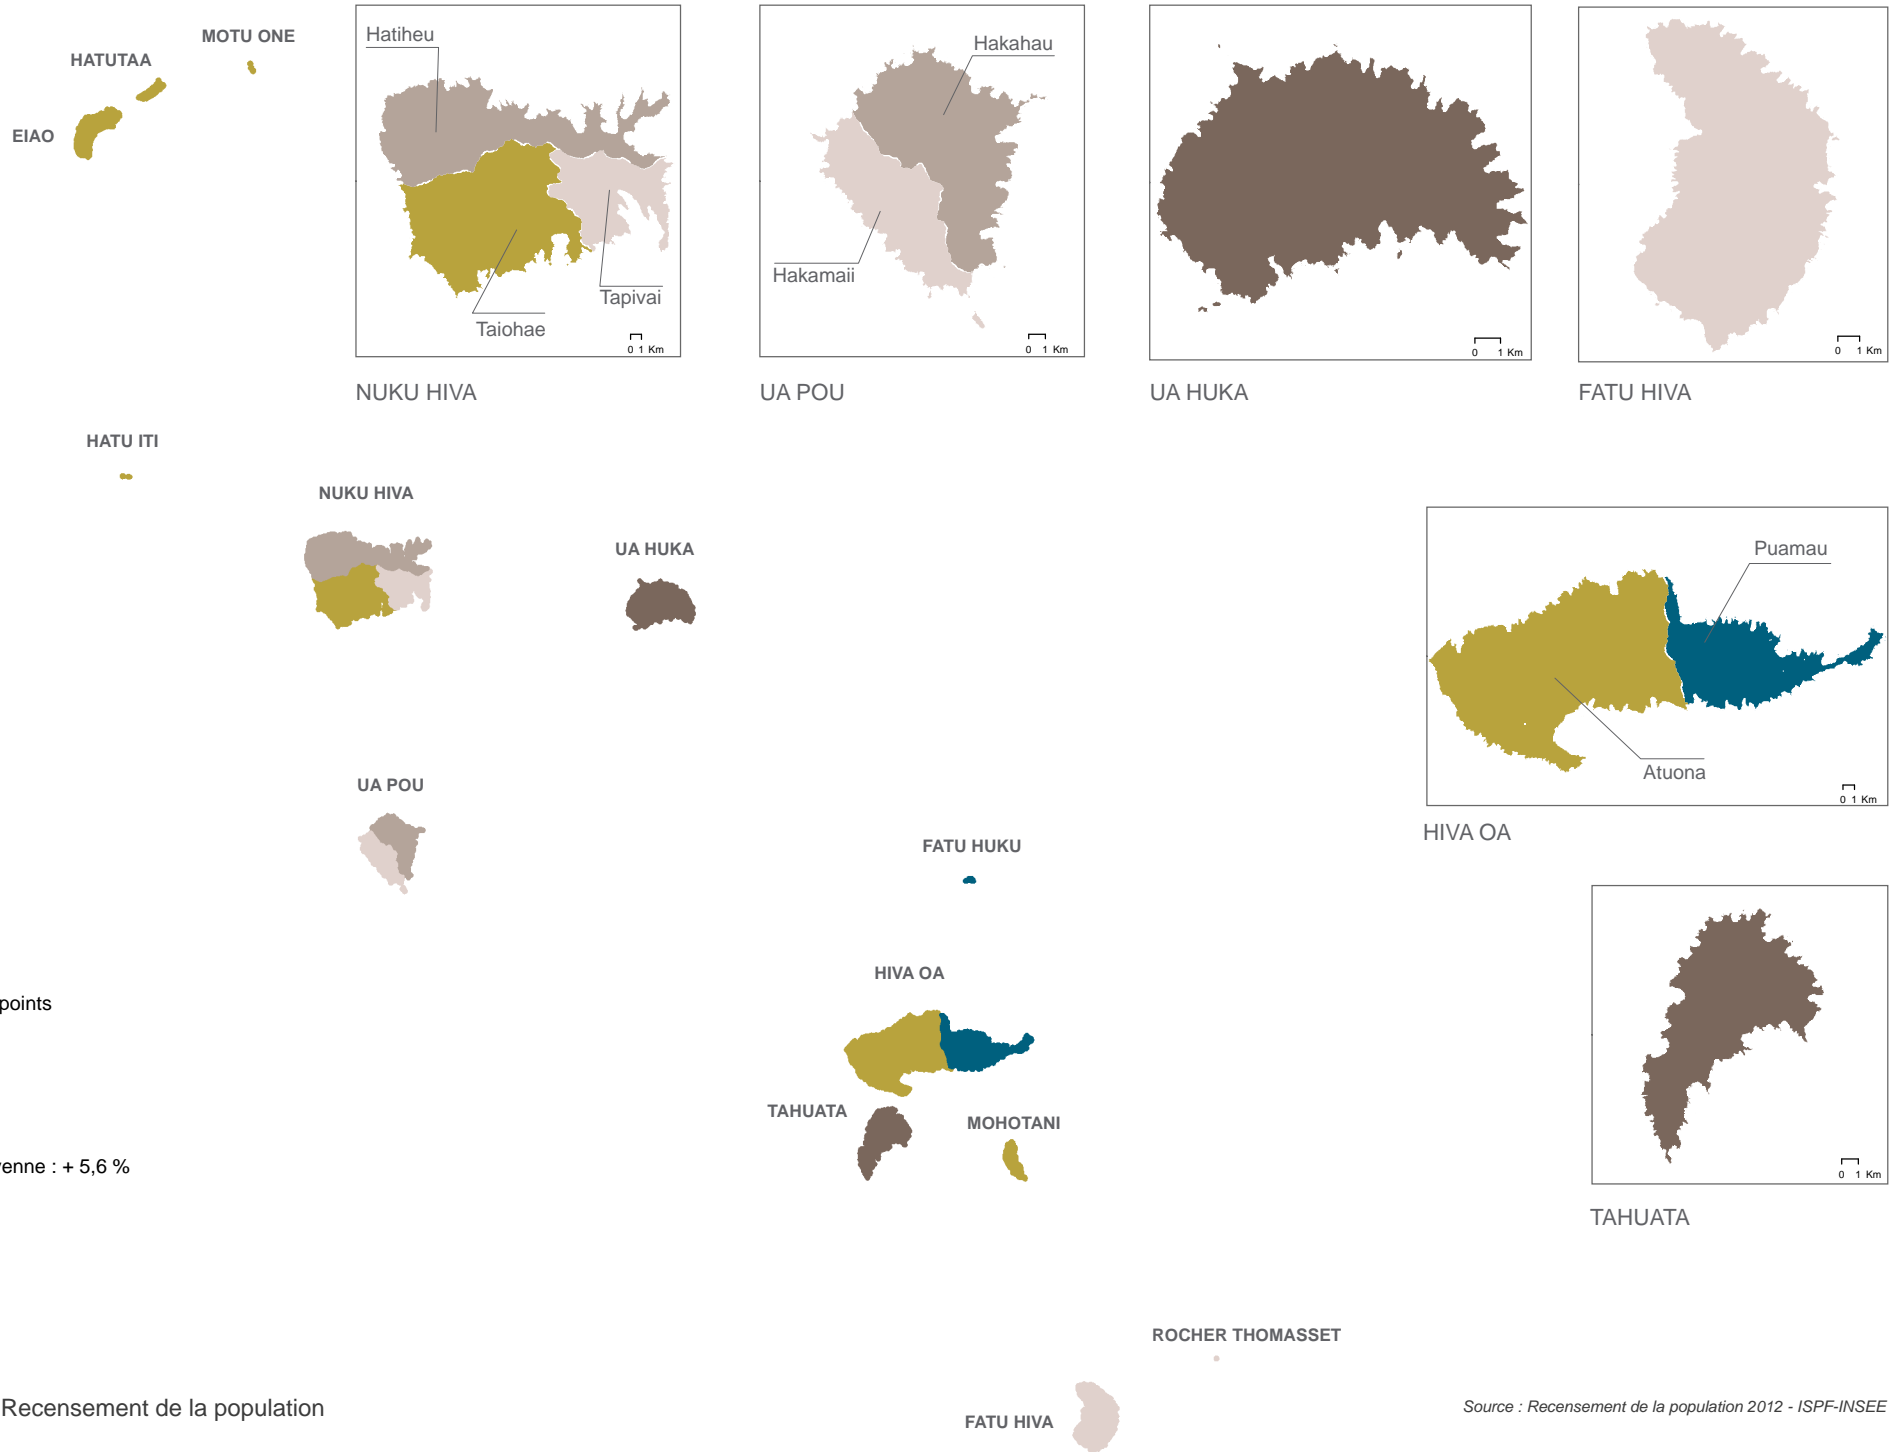 MOTU ONE
HATUTAA
EIAO
Hatiheu
Tapivai
Taiohae
0 1 Km
NUKU HIVA
Hakahau
Hakamaii
0 1 Km
UA POU
0 1 Km
UA HUKA
0 1 Km
FATU HIVA
HATU ITI
NUKU HIVA
UA HUKA
Puamau
Atuona
0 1 Km
HIVA OA
UA POU
FATU HUKU
HIVA OA
points
TAHUATA
MOHOTANI
0 1 Km
TAHUATA
enne : + 5,6 %
ROCHER THOMASSET
FATU HIVA
Recensement de la population
Source : Recensement de la population 2012 - ISPF-INSEE